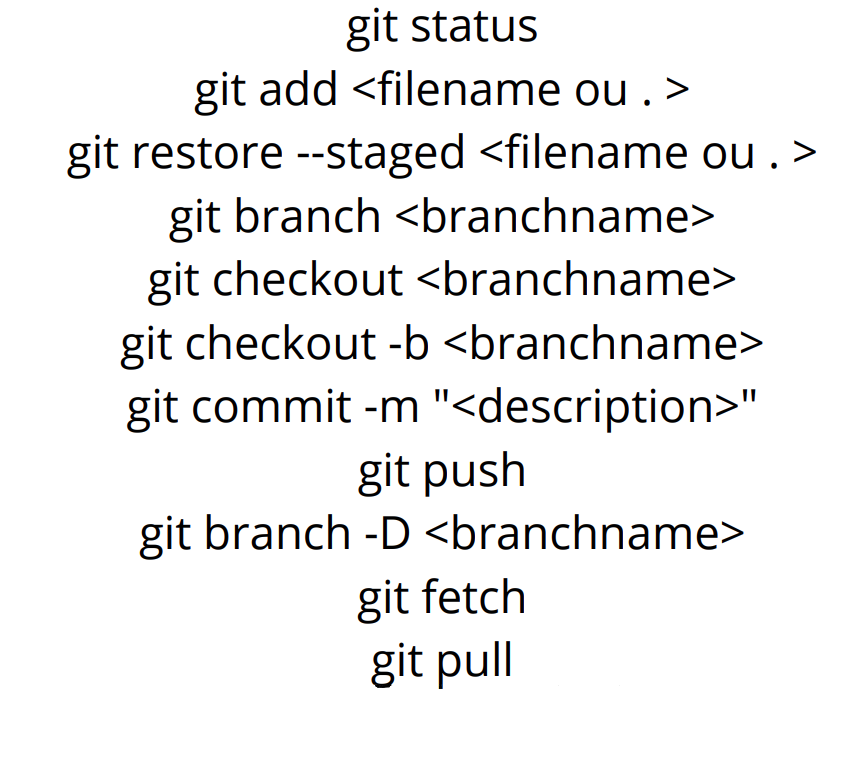 git status
git add <filename ou . >
git restore --staged <filename ou . >
git branch <branchname>
git checkout <branchname>
git checkout -b <branchname>
git commit -m "<description>"
git push
git branch -D <branchname>
git fetch
git pull